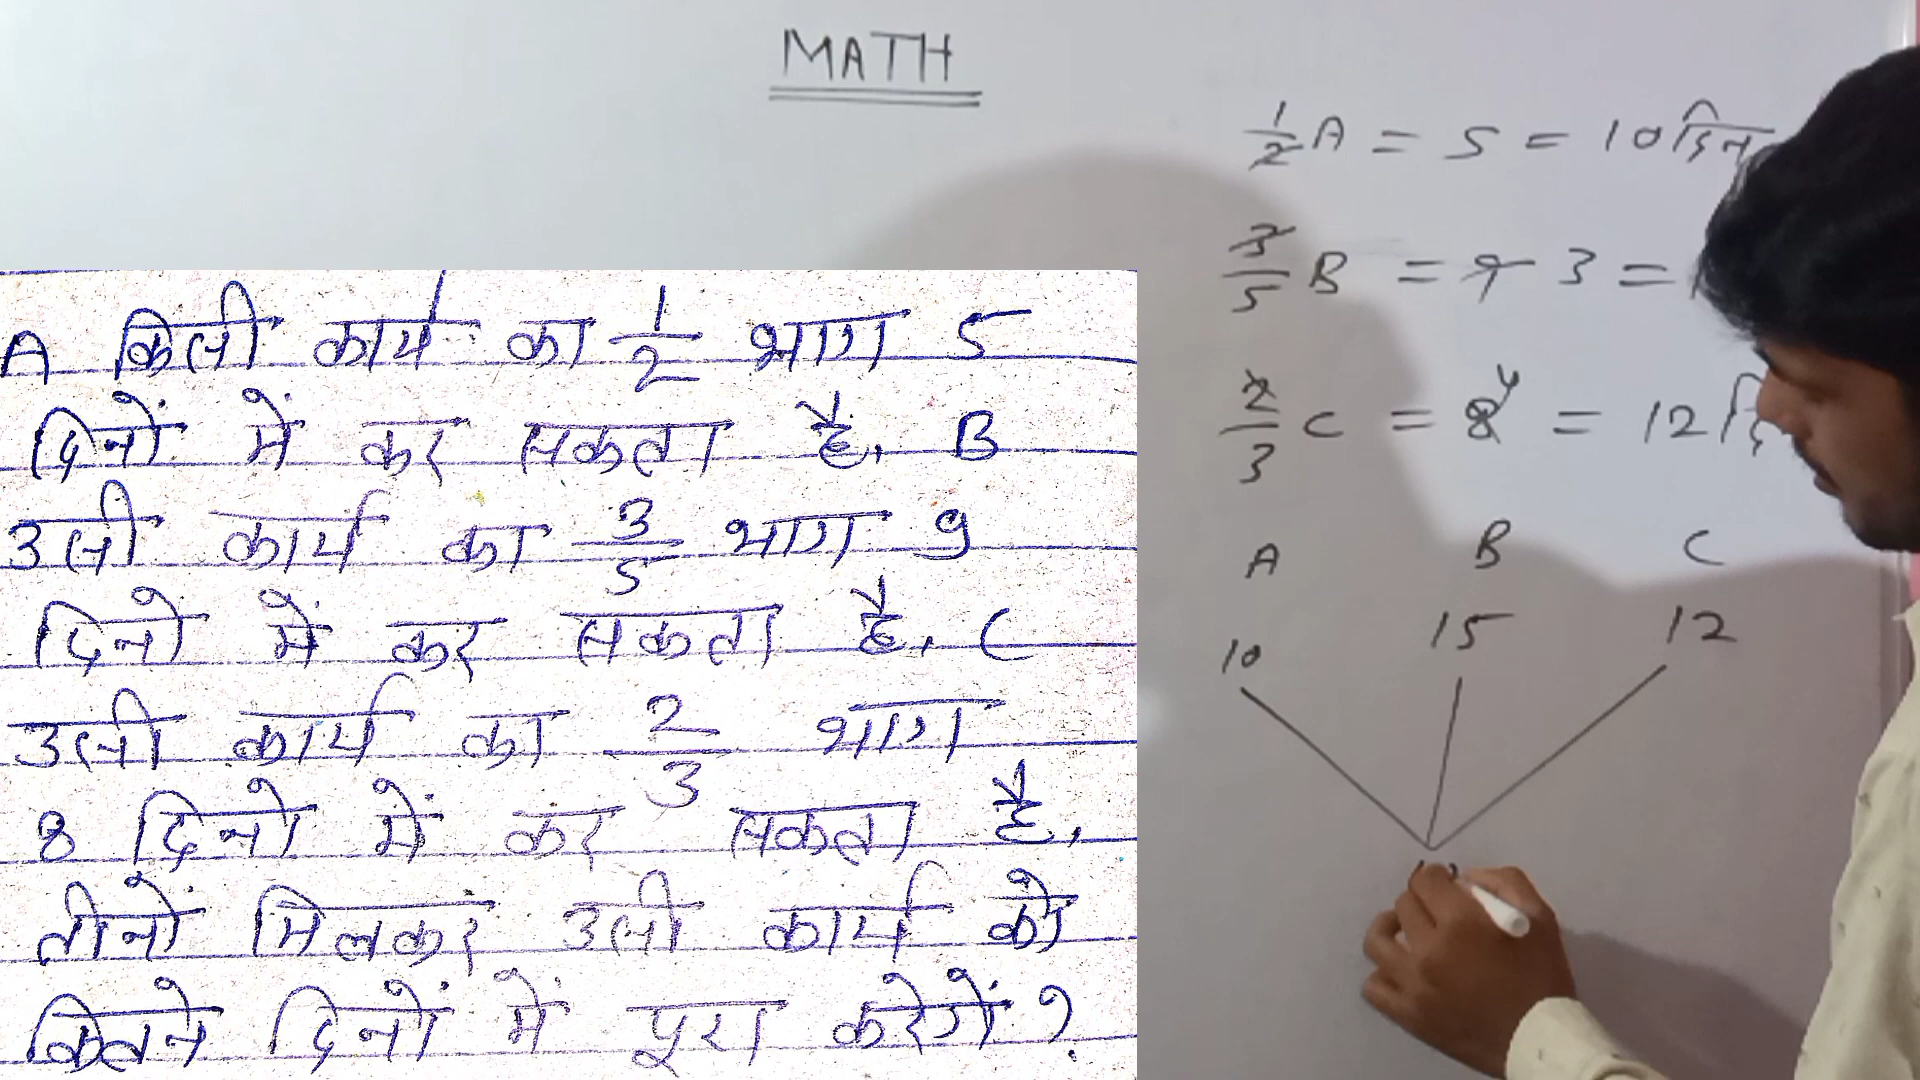 MATH
A किसी कार्य का 1/2 भाग 5
दिनों में कर सकता है, B
उसी कार्य का 3/5 भाग 9
दिनों में कर सकता है, C
उसी कार्य का 2/3 भाग
8 दिनों में कर सकता है,
तीनों मिलकर उसी कार्य को
कितने दिनों में पूरा करेगें ?
1/2 A = 5 = 10 दिन
3/5 B = 9 3 =
2/3 C = 8 4 = 12
A B C
10 15 12